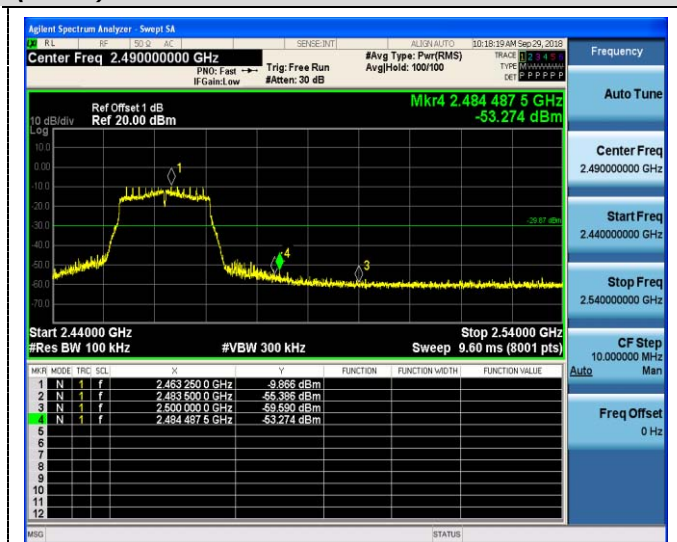 Agilent Spectrum Analyzer - Swept SA
RL RF 50 Ω AC SENSE:INT ALIGN AUTO 10:18:19 AM Sep 29, 2018
Center Freq 2.490000000 GHz #Avg Type: Pwr(RMS) TRACE 1 2 3 4 5 6
PNO: Fast Trig: Free Run Avg|Hold: 100/100 TYPE M
IFGain:Low #Atten: 30 dB DET P P P P P P
Frequency
Auto Tune
Center Freq
2.490000000 GHz
Start Freq
2.440000000 GHz
Stop Freq
2.540000000 GHz
CF Step
10.000000 MHz
Auto Man
Freq Offset
0 Hz
Mkr4 2.484 487 5 GHz
-53.274 dBm
Ref Offset 1 dB
10 dB/div Ref 20.00 dBm
Log
10.0
0.00
-10.0
-20.0
-30.0
-40.0
-50.0
-60.0
-70.0
1
-29.87 dBm
4
3
Start 2.44000 GHz Stop 2.54000 GHz
#Res BW 100 kHz #VBW 300 kHz Sweep 9.60 ms (8001 pts)
MKR MODE TRC SCL X Y FUNCTION FUNCTION WIDTH FUNCTION VALUE
1 N 1 f 2.463 250 0 GHz -9.866 dBm
2 N 1 f 2.483 500 0 GHz -55.386 dBm
3 N 1 f 2.500 000 0 GHz -59.590 dBm
4 N 1 f 2.484 487 5 GHz -53.274 dBm
5
6
7
8
9
10
11
12
MSG STATUS